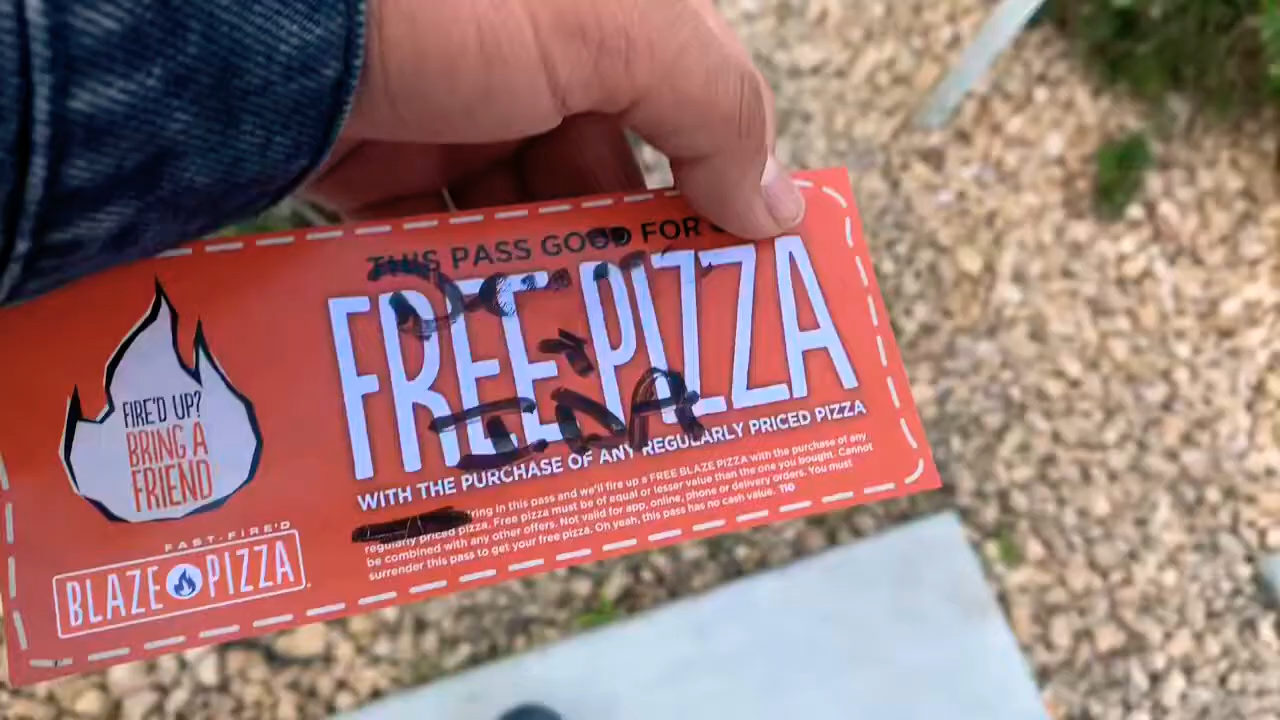 THIS PASS GOOD FOR
FREE PIZZA
WITH THE PURCHASE OF ANY REGULARLY PRICED PIZZA
ring in this pass and we'll fire up a FREE BLAZE PIZZA with the purchase of any
regularly priced pizza. Free pizza must be of equal or lesser value than the one you bought. Cannot
be combined with any other offers. Not valid for app, online, phone or delivery orders. You must
surrender this pass to get your free pizza. Oh yeah, this pass has no cash value. 110
FIRE'D UP?
BRING A
FRIEND
FAST-FIRE'D
BLAZE PIZZA